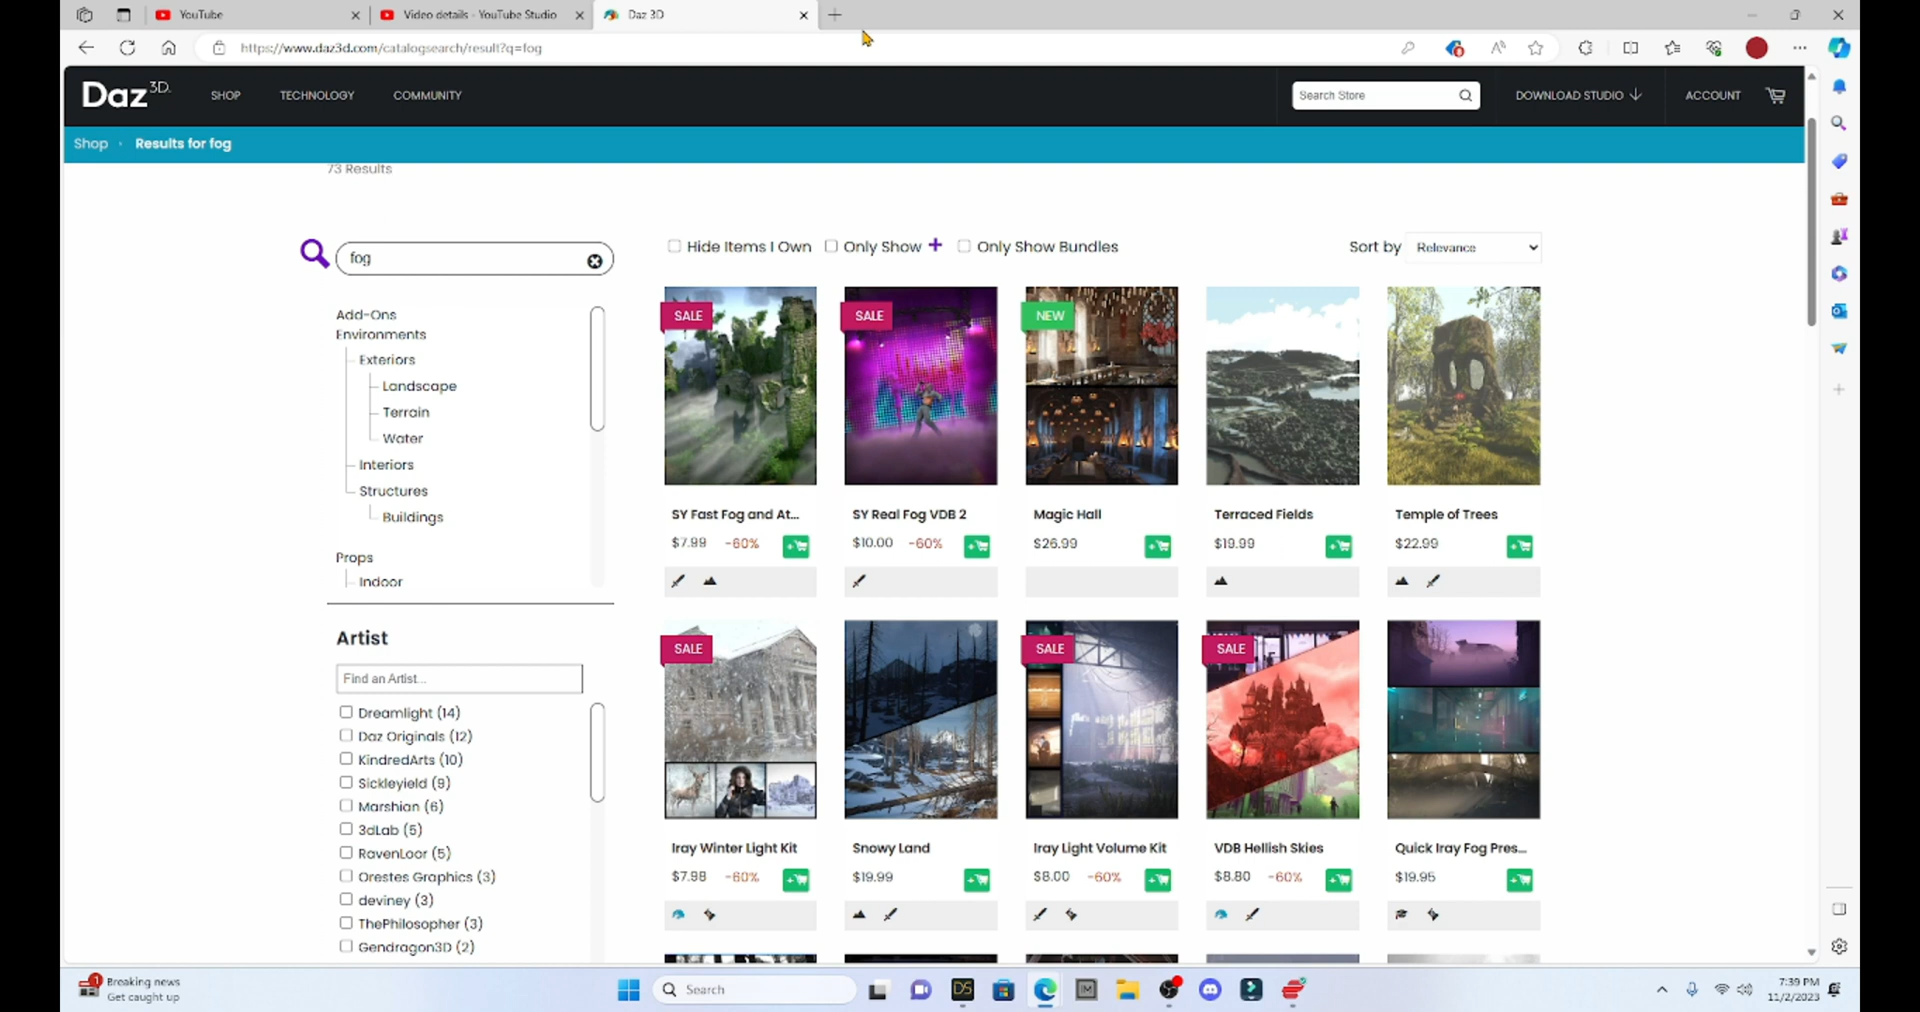 YouTube
Video details - YouTube Studio
Daz 3D
https://www.daz3d.com/catalogsearch/result?q=fog
Daz 3D.
SHOP
TECHNOLOGY
COMMUNITY
Search Store
DOWNLOAD STUDIO
ACCOUNT
Shop
Results for fog
73 Results
fog
Hide Items I Own
Only Show +
Only Show Bundles
Sort by
Relevance
Add-Ons
Environments
Exteriors
Landscape
Terrain
Water
Interiors
Structures
Buildings
Props
Indoor
SALE
SALE
NEW
SY Fast Fog and At...
SY Real Fog VDB 2
Magic Hall
Terraced Fields
Temple of Trees
$7.99 -60%
$10.00 -60%
$26.99
$19.99
$22.99
Artist
Find an Artist...
Dreamlight (14)
Daz Originals (12)
KindredArts (10)
Sickleyield (9)
Marshian (6)
3dLab (5)
RavenLoor (5)
Orestes Graphics (3)
deviney (3)
ThePhilosopher (3)
Gendragon3D (2)
SALE
SALE
SALE
Iray Winter Light Kit
Snowy Land
Iray Light Volume Kit
VDB Hellish Skies
Quick Iray Fog Pres...
$7.98 -60%
$19.99
$8.00 -60%
$8.80 -60%
$19.95
1
Breaking news
Get caught up
Search
DS
IM
7:39 PM
11/2/2023